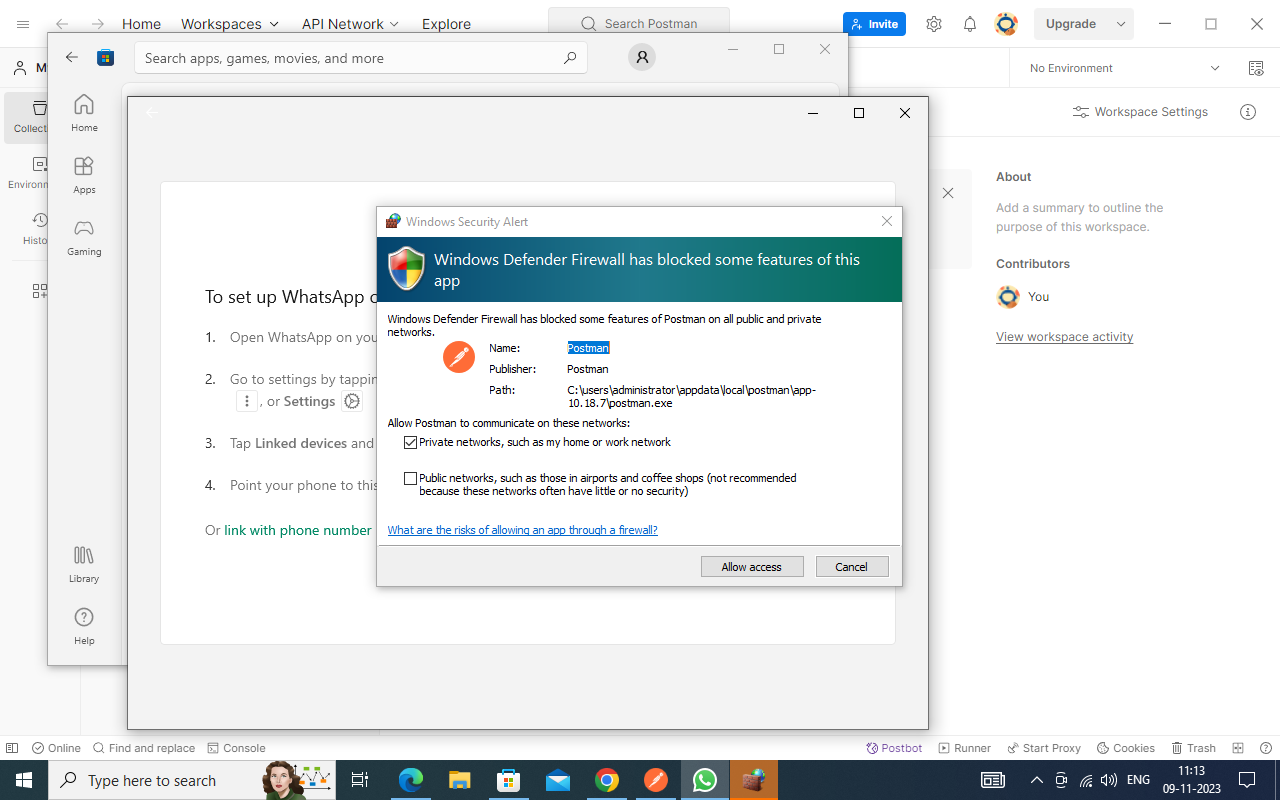 Home
Workspaces
API Network
Explore
Search Postman
Invite
Upgrade
Search apps, games, movies, and more
M
No Environment
Collecti
Home
Workspace Settings
Environm
Apps
About
Add a summary to outline the
purpose of this workspace.
Histo
Gaming
Contributors
You
View workspace activity
To set up WhatsApp o
1. Open WhatsApp on you
2. Go to settings by tappin
, or Settings
3. Tap Linked devices and
4. Point your phone to this
Or link with phone number
Windows Security Alert
Windows Defender Firewall has blocked some features of this
app
Windows Defender Firewall has blocked some features of Postman on all public and private
networks.
Name: Postman
Publisher: Postman
Path: C:\users\administrator\appdata\local\postman\app-
10.18.7\postman.exe
Allow Postman to communicate on these networks:
Private networks, such as my home or work network
Public networks, such as those in airports and coffee shops (not recommended
because these networks often have little or no security)
What are the risks of allowing an app through a firewall?
Allow access
Cancel
Library
Help
Online
Find and replace
Console
Postbot
Runner
Start Proxy
Cookies
Trash
Type here to search
ENG
11:13
09-11-2023